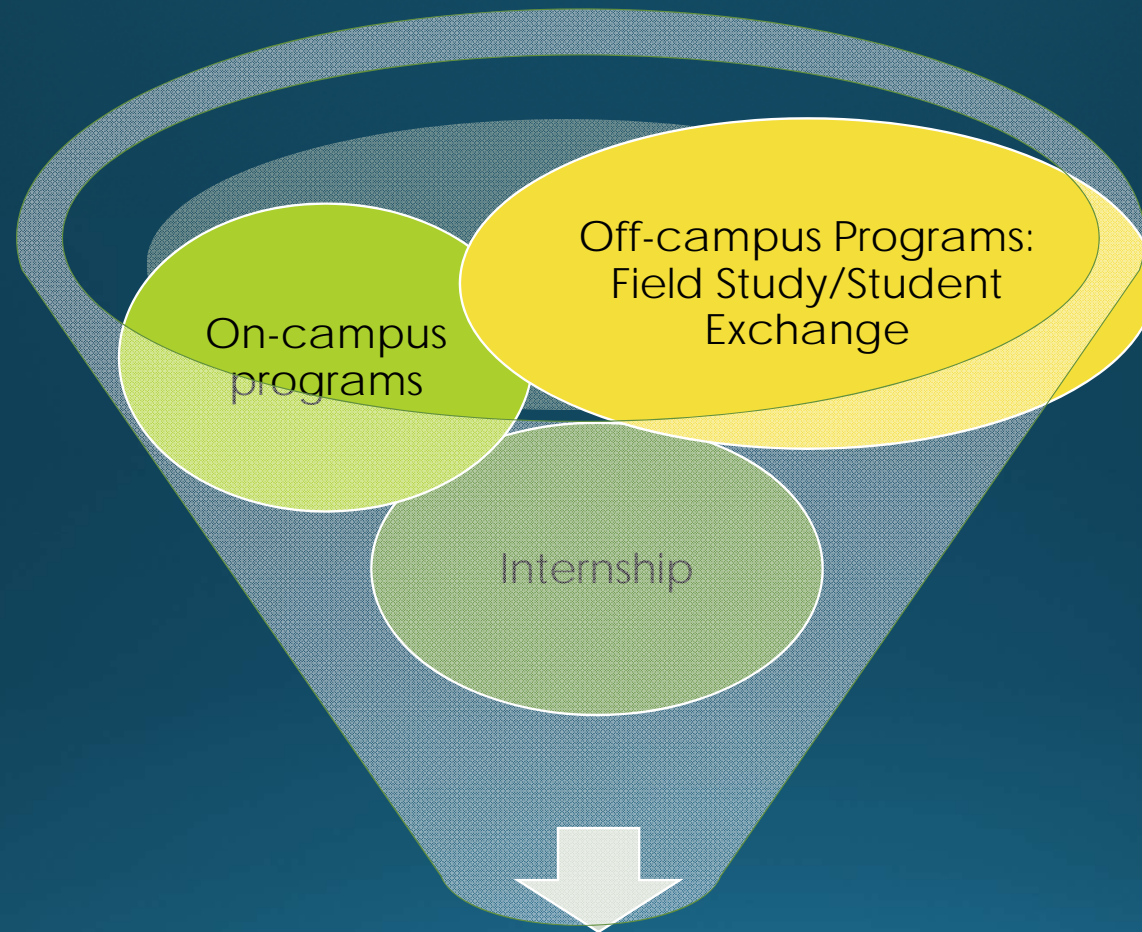 Off-campus Programs:
Field Study/Student
Exchange
On-campus
programs
Internship